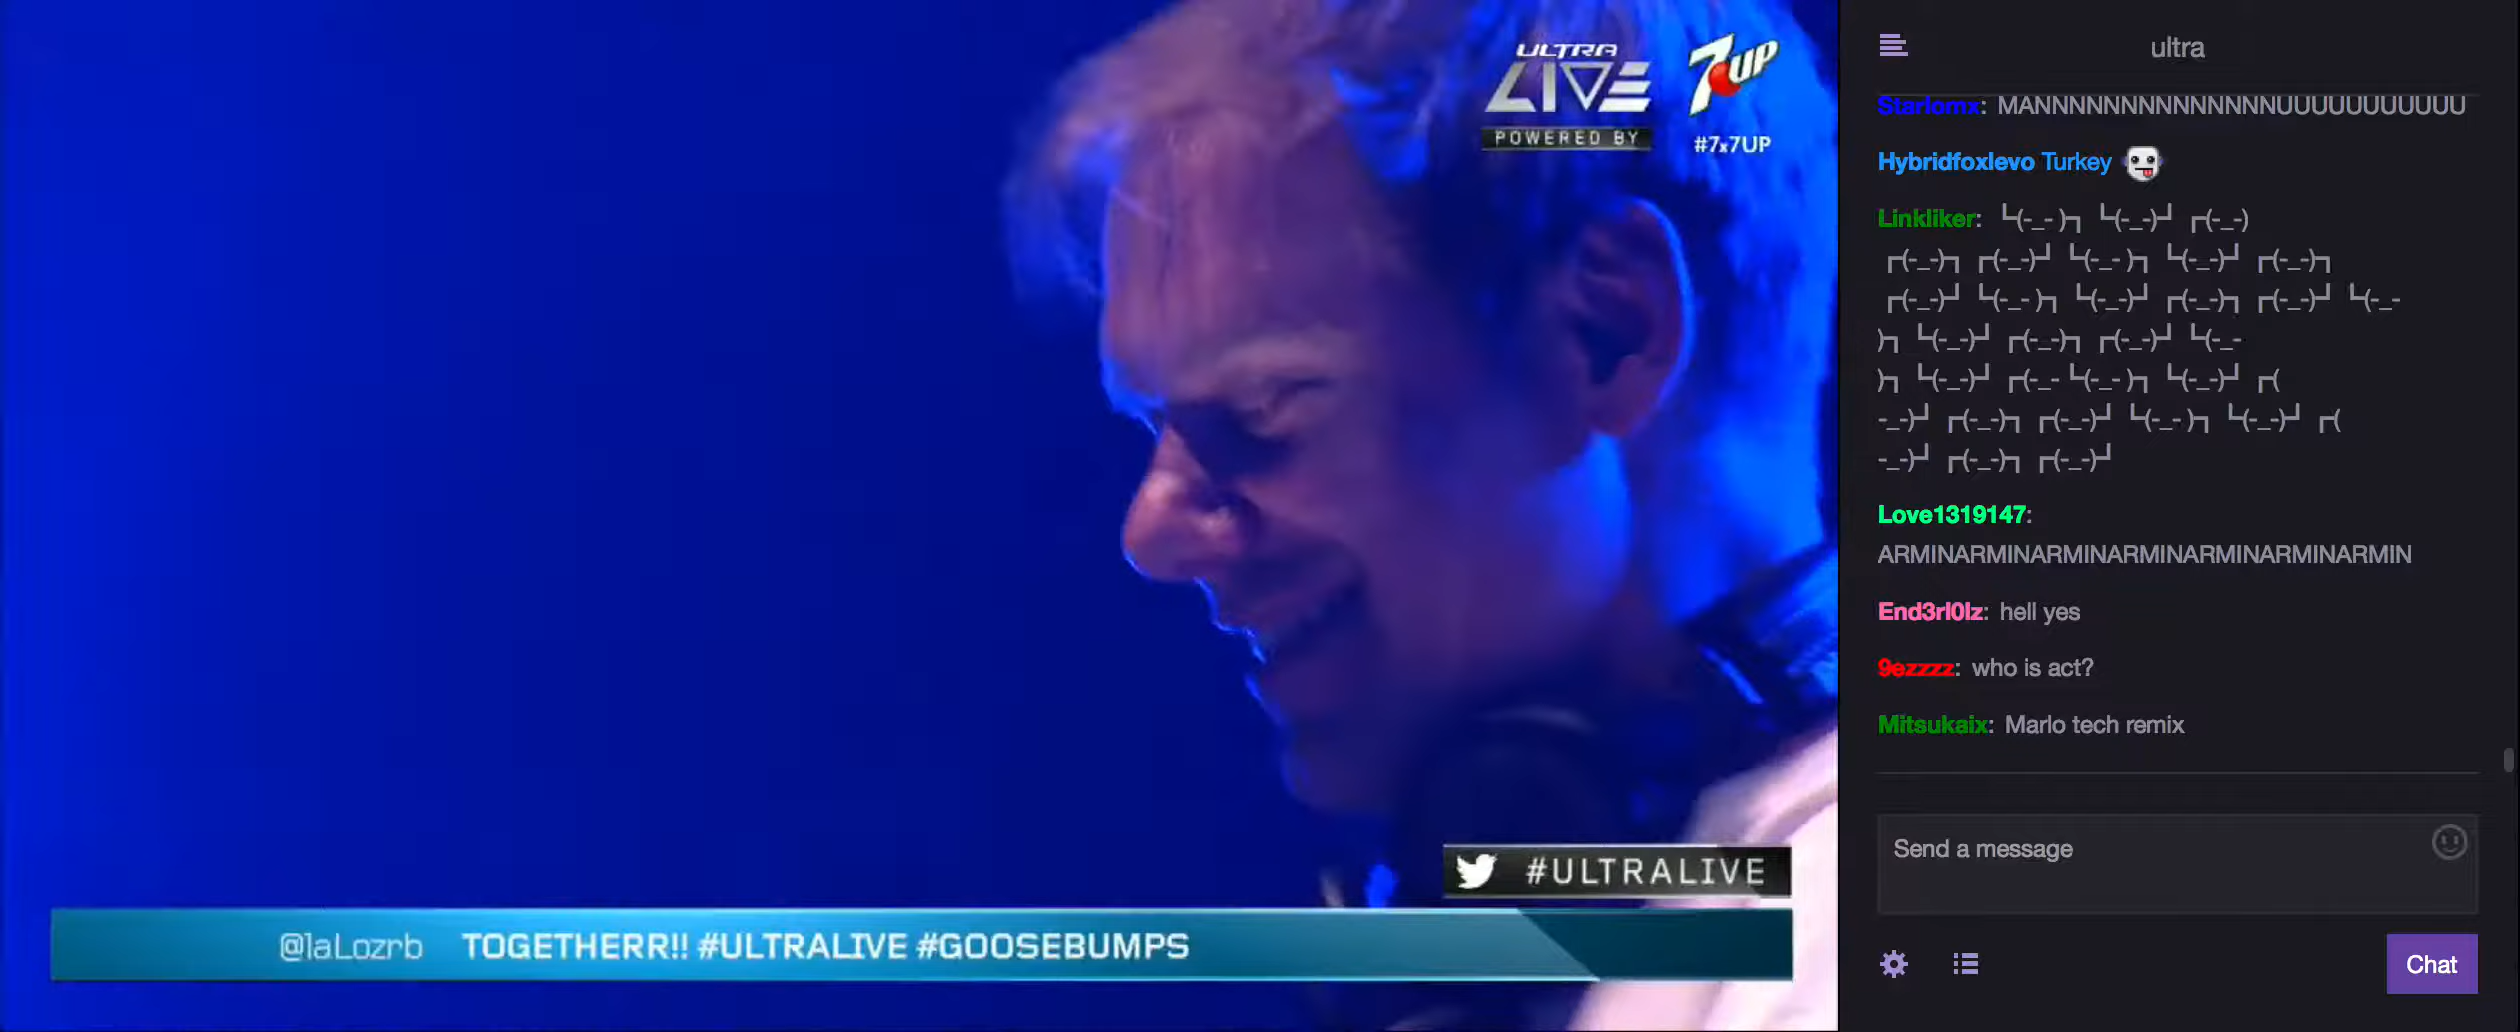 ULTRA
LIVE
POWERED BY
7UP
#7x7UP
#ULTRALIVE
@laLozrb TOGETHERR!! #ULTRALIVE #GOOSEBUMPS
ultra
Starlomx: MANNNNNNNNNNNNNNUUUUUUUUUUU
Hybridfoxlevo Turkey
Linkliker: ┗(-_- )┓ ┗(-_-)┛ ┏(-_-)
┏(-_-)┓ ┏(-_-)┛ ┗(-_- )┓ ┗(-_-)┛ ┏(-_-)┓
┏(-_-)┛ ┗(-_- )┓ ┗(-_-)┛ ┏(-_-)┓ ┏(-_-)┛ ┗(-_-
)┓ ┗(-_-)┛ ┏(-_-)┓ ┏(-_-)┛ ┗(-_-
)┓ ┗(-_-)┛ ┏(-_- ┗(-_- )┓ ┗(-_-)┛ ┏(
-_-)┛ ┏(-_-)┓ ┏(-_-)┛ ┗(-_- )┓ ┗(-_-)┛ ┏(
-_-)┛ ┏(-_-)┓ ┏(-_-)┛
Love1319147:
ARMINARMINARMINARMINARMINARMINARMIN
End3rl0lz: hell yes
9ezzzz: who is act?
Mitsukaix: Marlo tech remix
Send a message
Chat